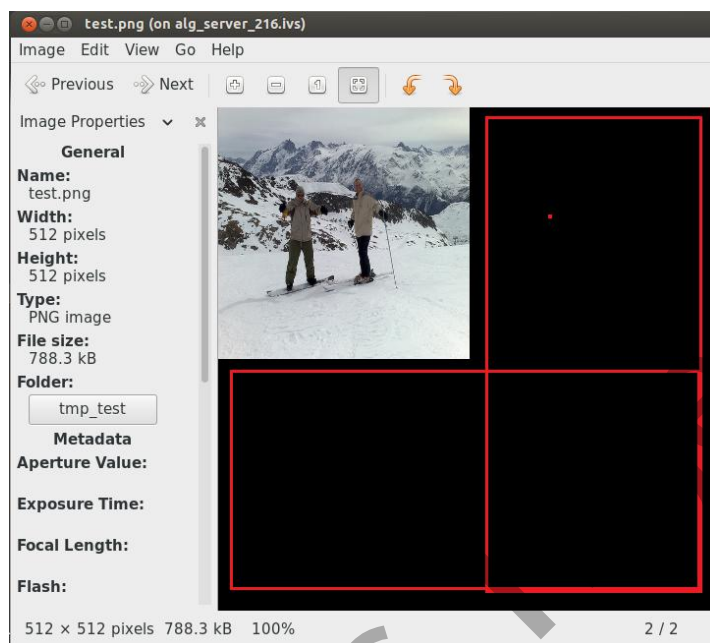 test.png (on alg_server_216.ivs)
Image Edit View Go Help
Previous Next
Image Properties
General
Name:
test.png
Width:
512 pixels
Height:
512 pixels
Type:
PNG image
File size:
788.3 kB
Folder:
tmp_test
Metadata
Aperture Value:
Exposure Time:
Focal Length:
Flash:
512 × 512 pixels 788.3 kB 100% 2 / 2